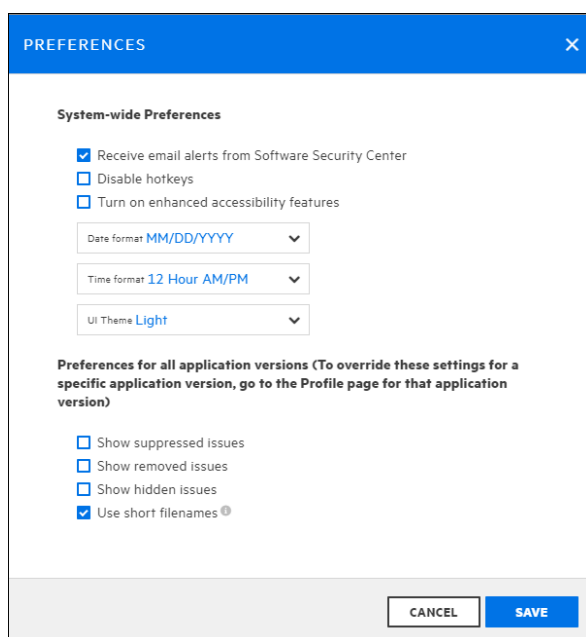 PREFERENCES
System-wide Preferences
Receive email alerts from Software Security Center
Disable hotkeys
Turn on enhanced accessibility features
Date format MM/DD/YYYY
Time format 12 Hour AM/PM
UI Theme Light
Preferences for all application versions (To override these settings for a
specific application version, go to the Profile page for that application
version)
Show suppressed issues
Show removed issues
Show hidden issues
Use short filenames
CANCEL SAVE